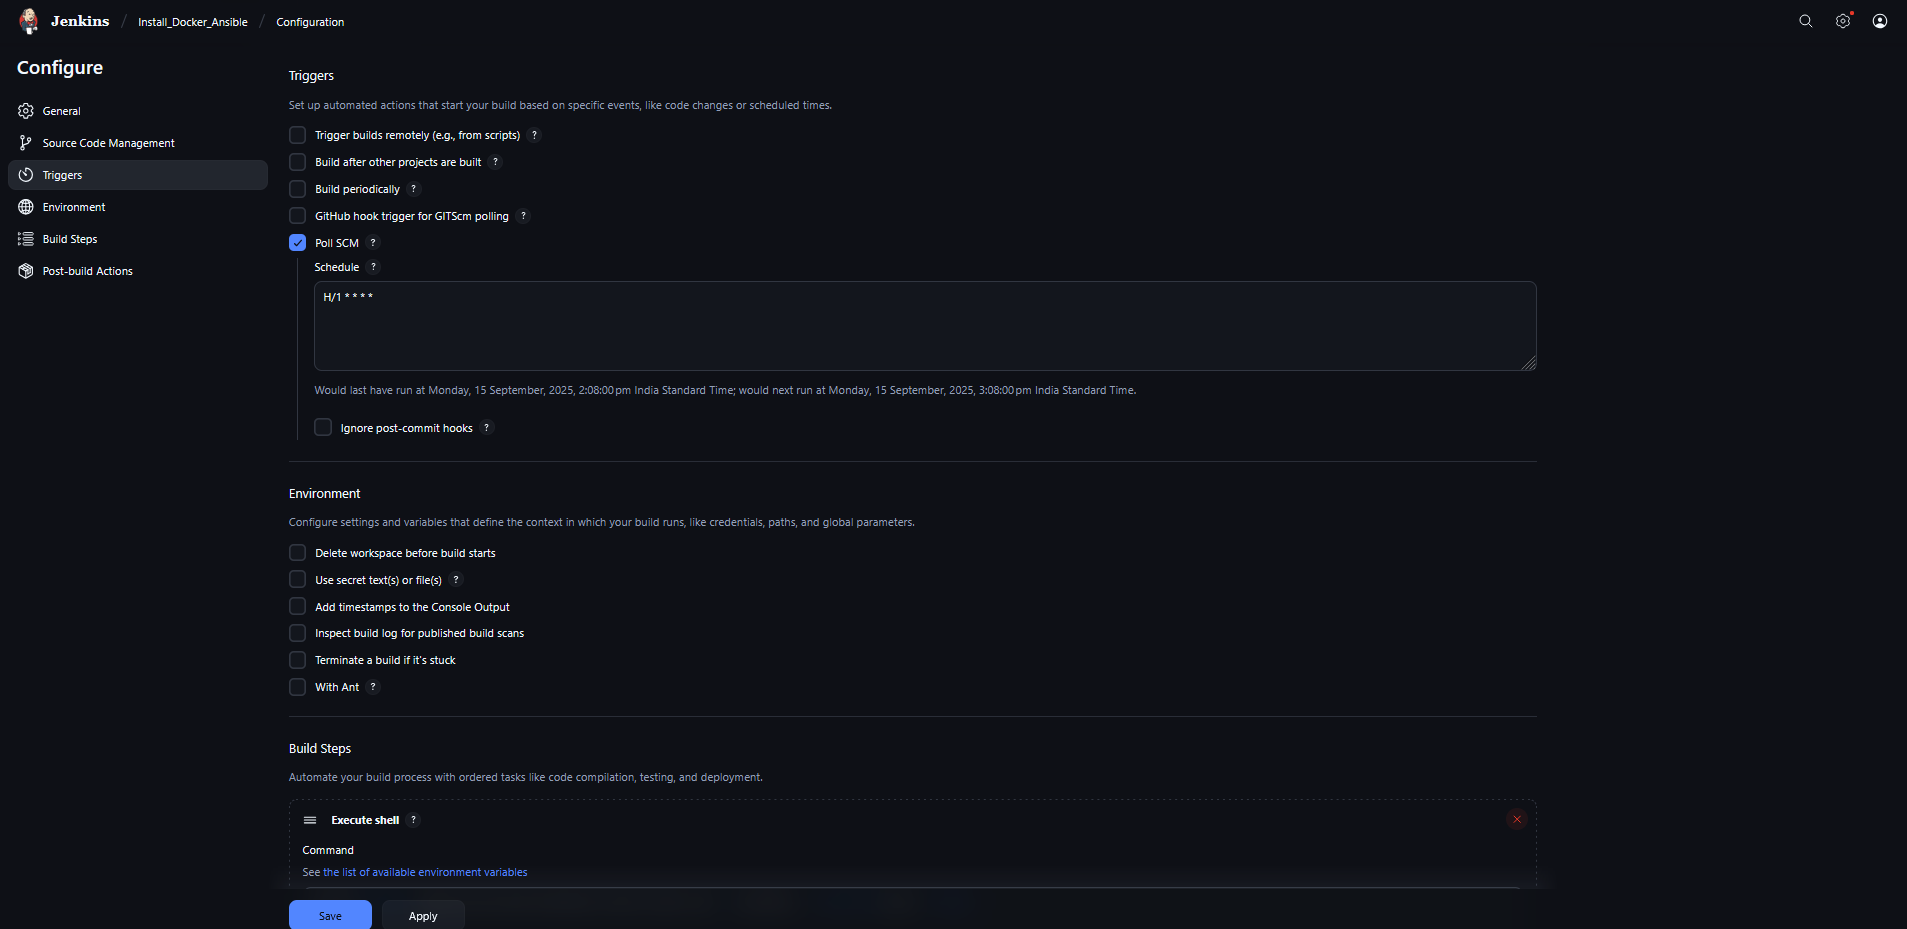 Jenkins / Install_Docker_Ansible / Configuration
Configure
General
Source Code Management
Triggers
Environment
Build Steps
Post-build Actions
Triggers
Set up automated actions that start your build based on specific events, like code changes or scheduled times.
Trigger builds remotely (e.g., from scripts) ?
Build after other projects are built ?
Build periodically ?
GitHub hook trigger for GITScm polling ?
Poll SCM ?
Schedule ?
H/1 * * * *
Would last have run at Monday, 15 September, 2025, 2:08:00 pm India Standard Time; would next run at Monday, 15 September, 2025, 3:08:00 pm India Standard Time.
Ignore post-commit hooks ?
Environment
Configure settings and variables that define the context in which your build runs, like credentials, paths, and global parameters.
Delete workspace before build starts
Use secret text(s) or file(s) ?
Add timestamps to the Console Output
Inspect build log for published build scans
Terminate a build if it's stuck
With Ant ?
Build Steps
Automate your build process with ordered tasks like code compilation, testing, and deployment.
Execute shell ?
Command
See the list of available environment variables
Save
Apply